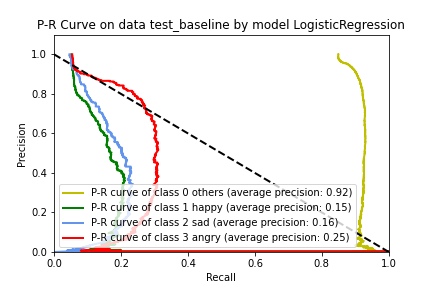 P-R Curve on data test_baseline by model LogisticRegression
1.0
0.8
0.6
0.4
0.2
0.0
Precision
P-R curve of class 0 others (average precision: 0.92)
P-R curve of class 1 happy (average precision: 0.15)
P-R curve of class 2 sad (average precision: 0.16)
P-R curve of class 3 angry (average precision: 0.25)
0.0 0.2 0.4 0.6 0.8 1.0
Recall